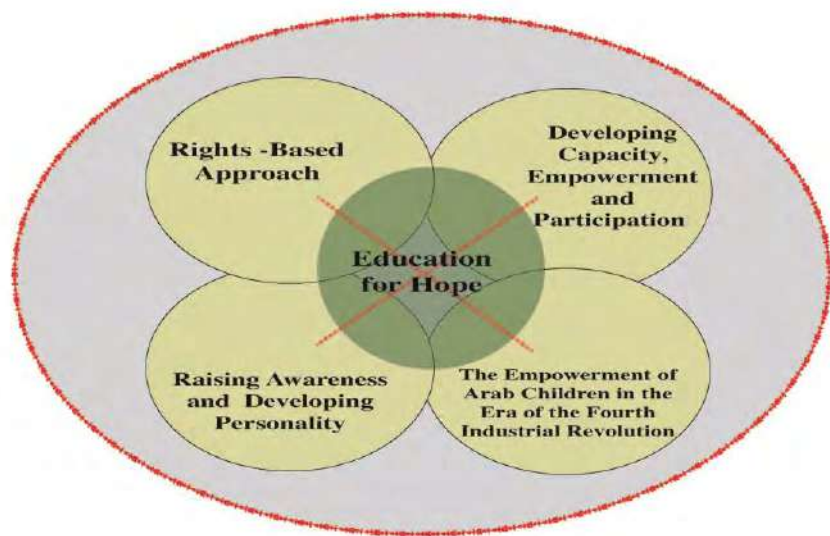 Rights -Based
Approach
Developing
Capacity,
Empowerment
and
Participation
Education
for Hope
Raising Awareness
and Developing
Personality
The Empowerment of
Arab Children in the
Era of the Fourth
Industrial Revolution